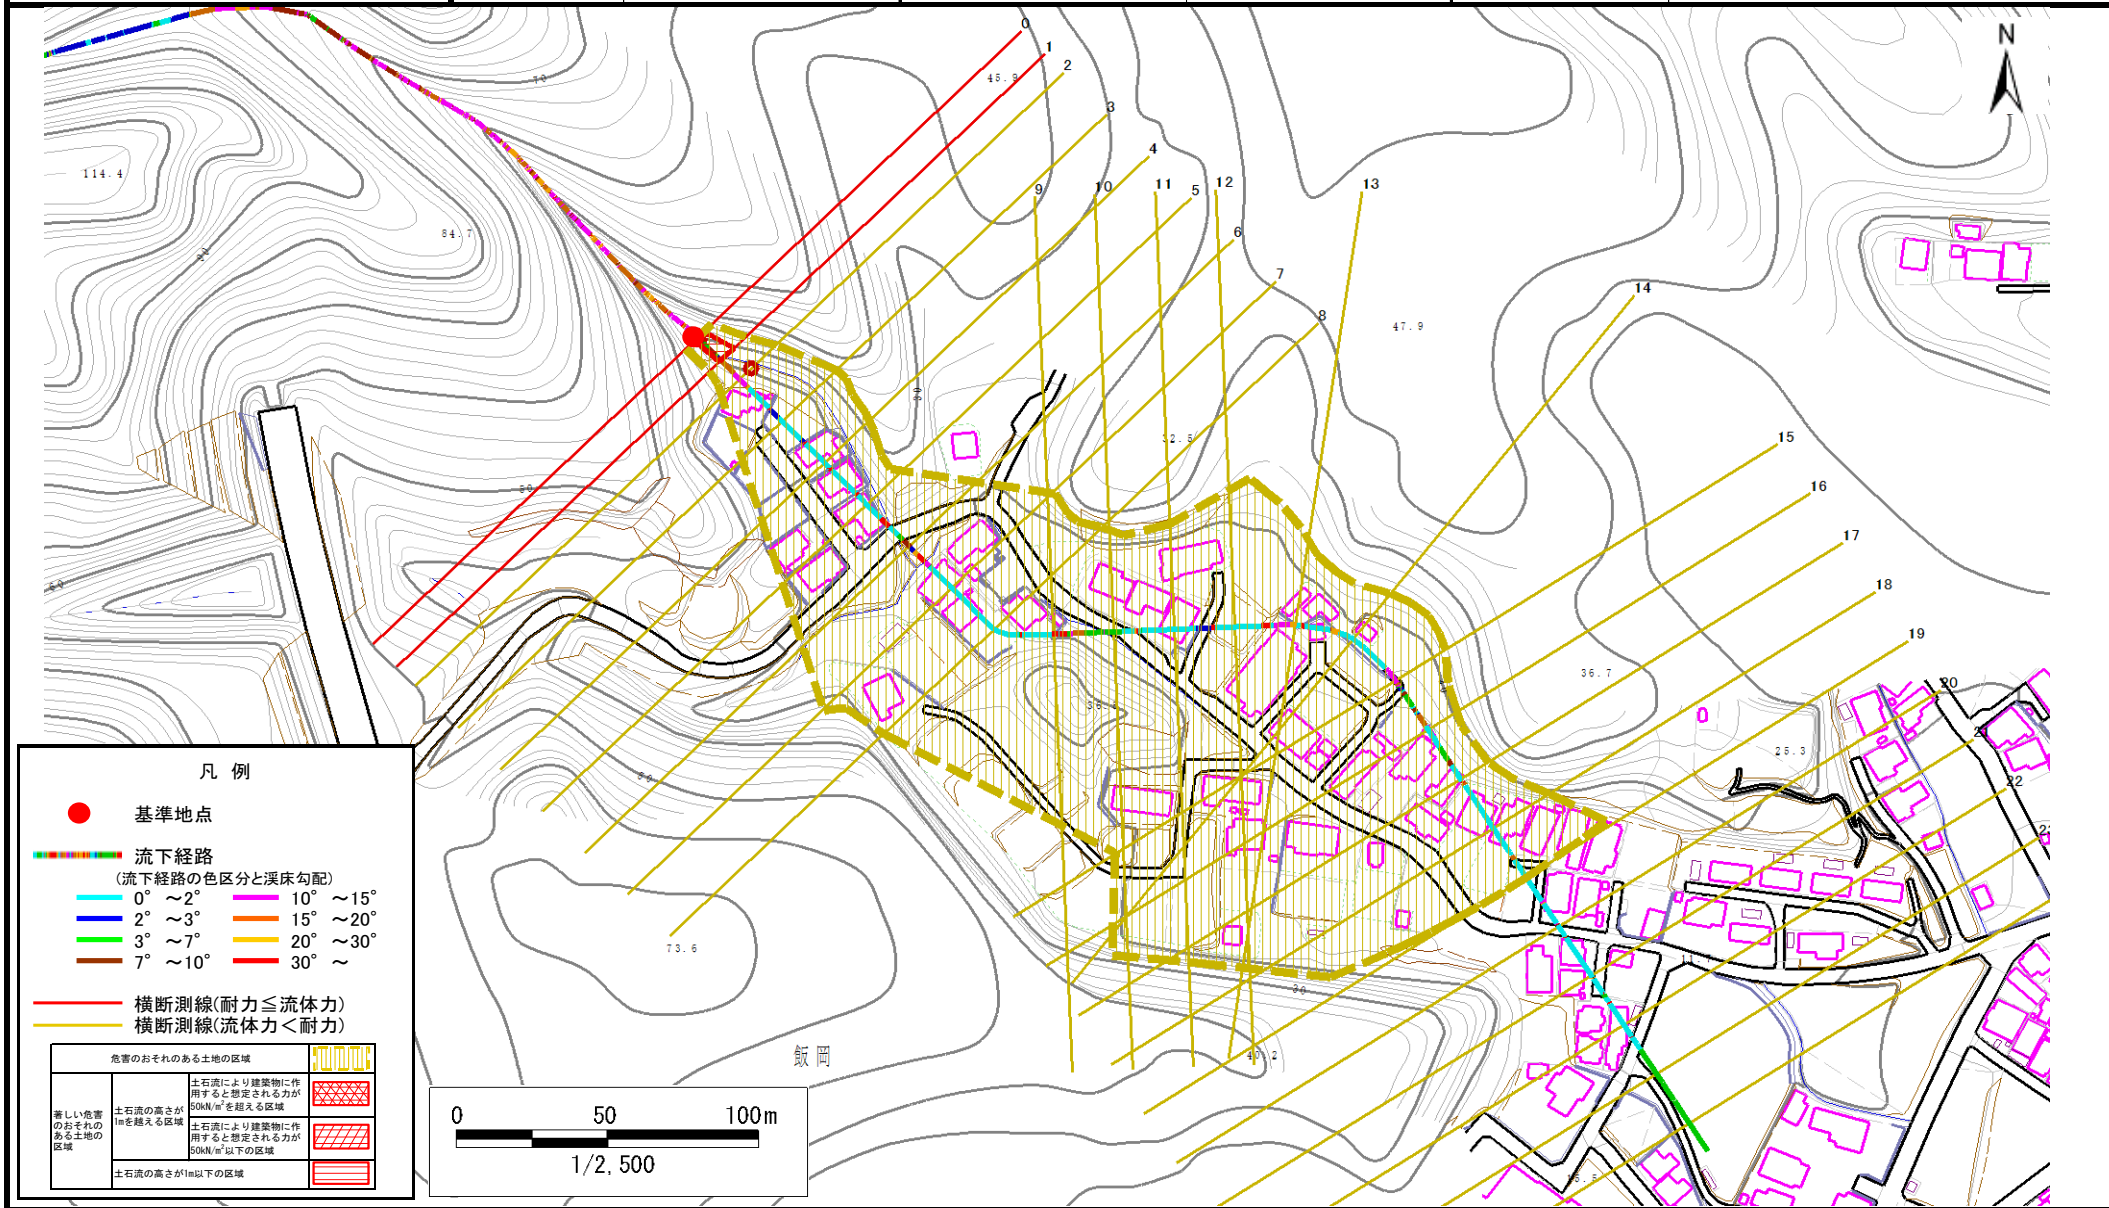 0
1
2
3
4
5
6
7
8
9
10
11
12
13
14
15
16
17
18
19
20
21
22
N
45.9
70
114.4
84.7
47.9
32.5
36.7
25.3
73.6
40.2
30
飯岡
凡 例
基準地点
流下経路
(流下経路の色区分と渓床勾配)
0° ～2° 10° ～15°
2° ～3° 15° ～20°
3° ～7° 20° ～30°
7° ～10° 30° ～
横断測線(耐力≦流体力)
横断測線(流体力＜耐力)
危害のおそれのある土地の区域
著しい危害
のおそれの
ある土地の
区域
土石流の高さが
1mを越える区域
土石流により建築物に作
用すると想定される力が
50kN/m²を超える区域
土石流により建築物に作
用すると想定される力が
50kN/m²以下の区域
土石流の高さが1m以下の区域
0 50 100m
1/2,500